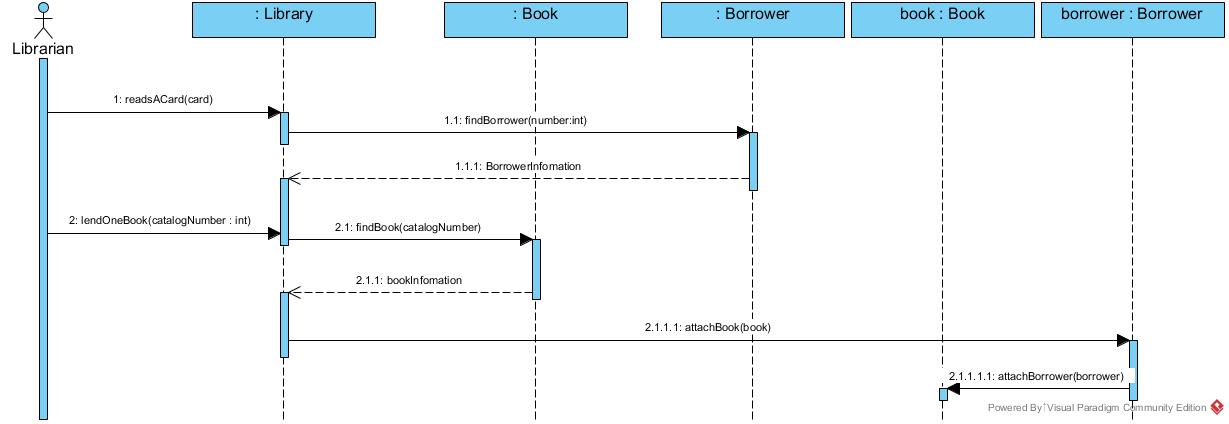 : Library
: Book
: Borrower
book : Book
borrower : Borrower
Librarian
1: readsACard(card)
1.1: findBorrower(number:int)
1.1.1: BorrowerInfomation
2: lendOneBook(catalogNumber : int)
2.1: findBook(catalogNumber)
2.1.1: bookInfomation
2.1.1.1: attachBook(book)
2.1.1.1.1: attachBorrower(borrower)
Powered By Visual Paradigm Community Edition